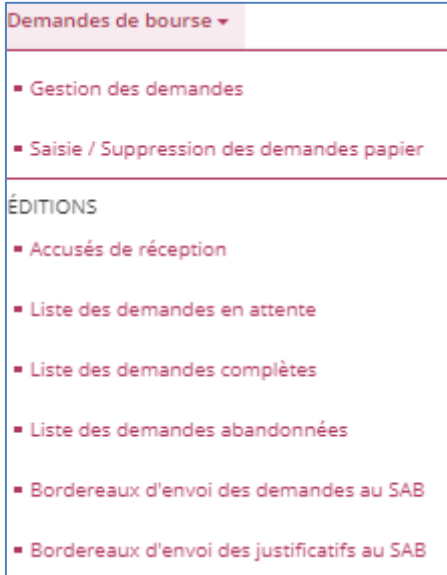 Demandes de bourse
Gestion des demandes
Saisie / Suppression des demandes papier
ÉDITIONS
Accusés de réception
Liste des demandes en attente
Liste des demandes complètes
Liste des demandes abandonnées
Bordereaux d'envoi des demandes au SAB
Bordereaux d'envoi des justificatifs au SAB